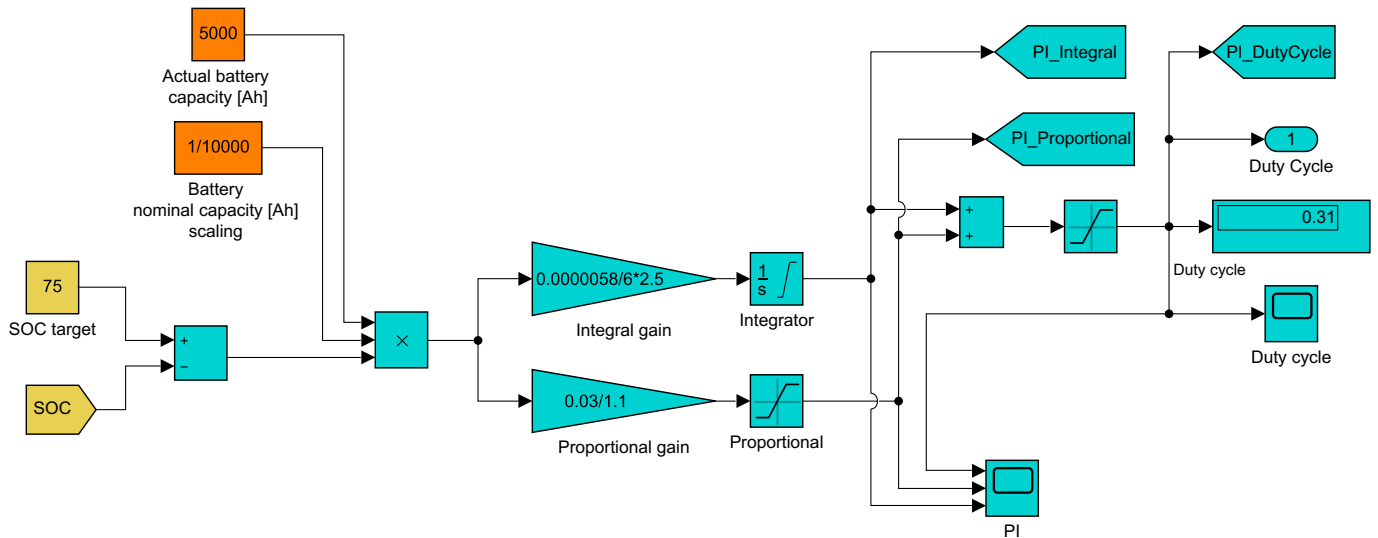 5000
Actual battery
capacity [Ah]
1/10000
Battery
nominal capacity [Ah]
scaling
75
SOC target
+
−
SOC
×
0.0000058/6*2.5
Integral gain
1
s
Integrator
0.03/1.1
Proportional gain
Proportional
PI_Integral
PI_Proportional
+
+
PI_DutyCycle
1
Duty Cycle
0.31
Duty cycle
Duty cycle
PI